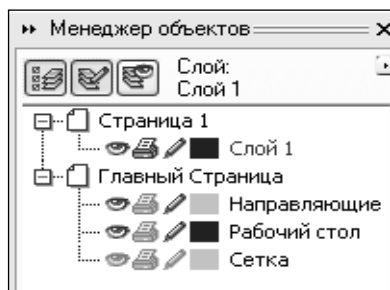 Менеджер объектов
Слой:
Слой 1
Страница 1
Слой 1
Главный Страница
Направляющие
Рабочий стол
Сетка